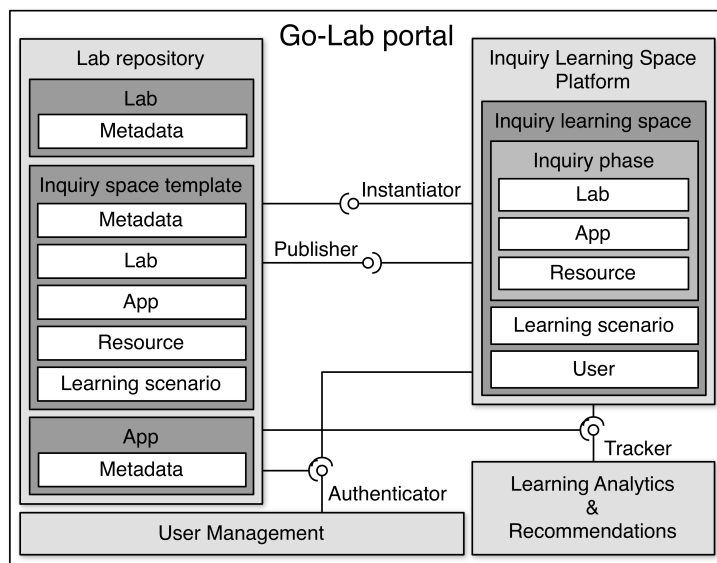 Go-Lab portal
Lab repository
Lab
Metadata
Inquiry space template
Metadata
Lab
App
Resource
Learning scenario
App
Metadata
Instantiator
Publisher
Authenticator
User Management
Inquiry Learning Space
Platform
Inquiry learning space
Inquiry phase
Lab
App
Resource
Learning scenario
User
Tracker
Learning Analytics
&
Recommendations